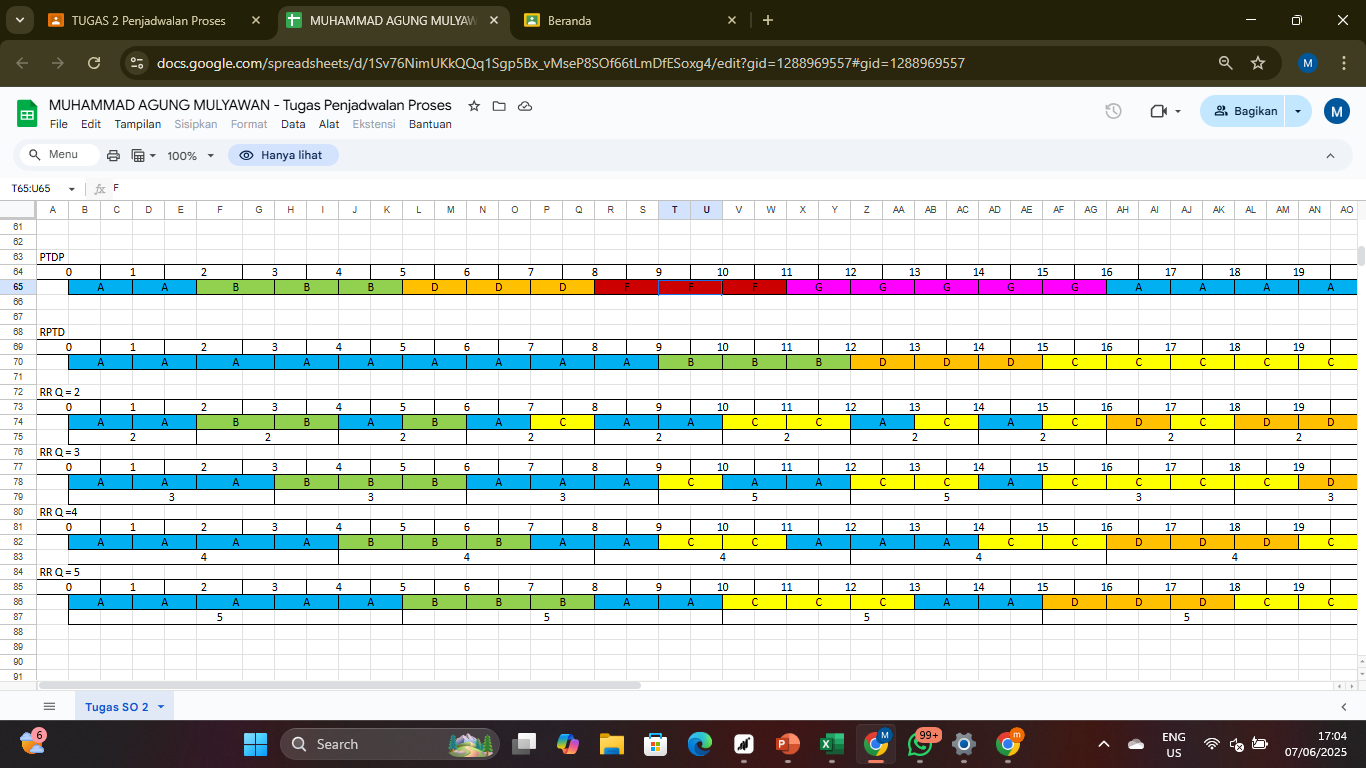 TUGAS 2 Penjadwalan Proses
MUHAMMAD AGUNG MULYAW
Beranda
docs.google.com/spreadsheets/d/1Sv76NimUKkQQq1Sgp5Bx_vMseP8SOf66tLmDfESoxg4/edit?gid=1288969557#gid=1288969557
M
MUHAMMAD AGUNG MULYAWAN - Tugas Penjadwalan Proses
File Edit Tampilan Sisipkan Format Data Alat Ekstensi Bantuan
Bagikan
M
Menu 100% Hanya lihat
T65:U65 fx F
A B C D E F G H I J K L M N O P Q R S T U V W X Y Z AA AB AC AD AE AF AG AH AI AJ AK AL AM AN AO
61
62
63 PTDP
64 0 1 2 3 4 5 6 7 8 9 10 11 12 13 14 15 16 17 18 19
65 A A B B B D D D F F F G G G G G A A A A
66
67
68 RPTD
69 0 1 2 3 4 5 6 7 8 9 10 11 12 13 14 15 16 17 18 19
70 A A A A A A A A A B B B D D D C C C C C
71
72 RR Q = 2
73 0 1 2 3 4 5 6 7 8 9 10 11 12 13 14 15 16 17 18 19
74 A A B B A B A C A A C C A C A C D C D D
75 2 2 2 2 2 2 2 2 2 2
76 RR Q = 3
77 0 1 2 3 4 5 6 7 8 9 10 11 12 13 14 15 16 17 18 19
78 A A A B B B A A A C A A C C A C C C C D
79 3 3 3 5 5 3 3
80 RR Q =4
81 0 1 2 3 4 5 6 7 8 9 10 11 12 13 14 15 16 17 18 19
82 A A A A B B B A A C C A A A C C D D D C
83 4 4 4 4 4
84 RR Q = 5
85 0 1 2 3 4 5 6 7 8 9 10 11 12 13 14 15 16 17 18 19
86 A A A A A B B B A A C C C A A D D D C C
87 5 5 5 5
88
89
90
91
Tugas SO 2
6
Search
99+
ENG
US
17:04
07/06/2025